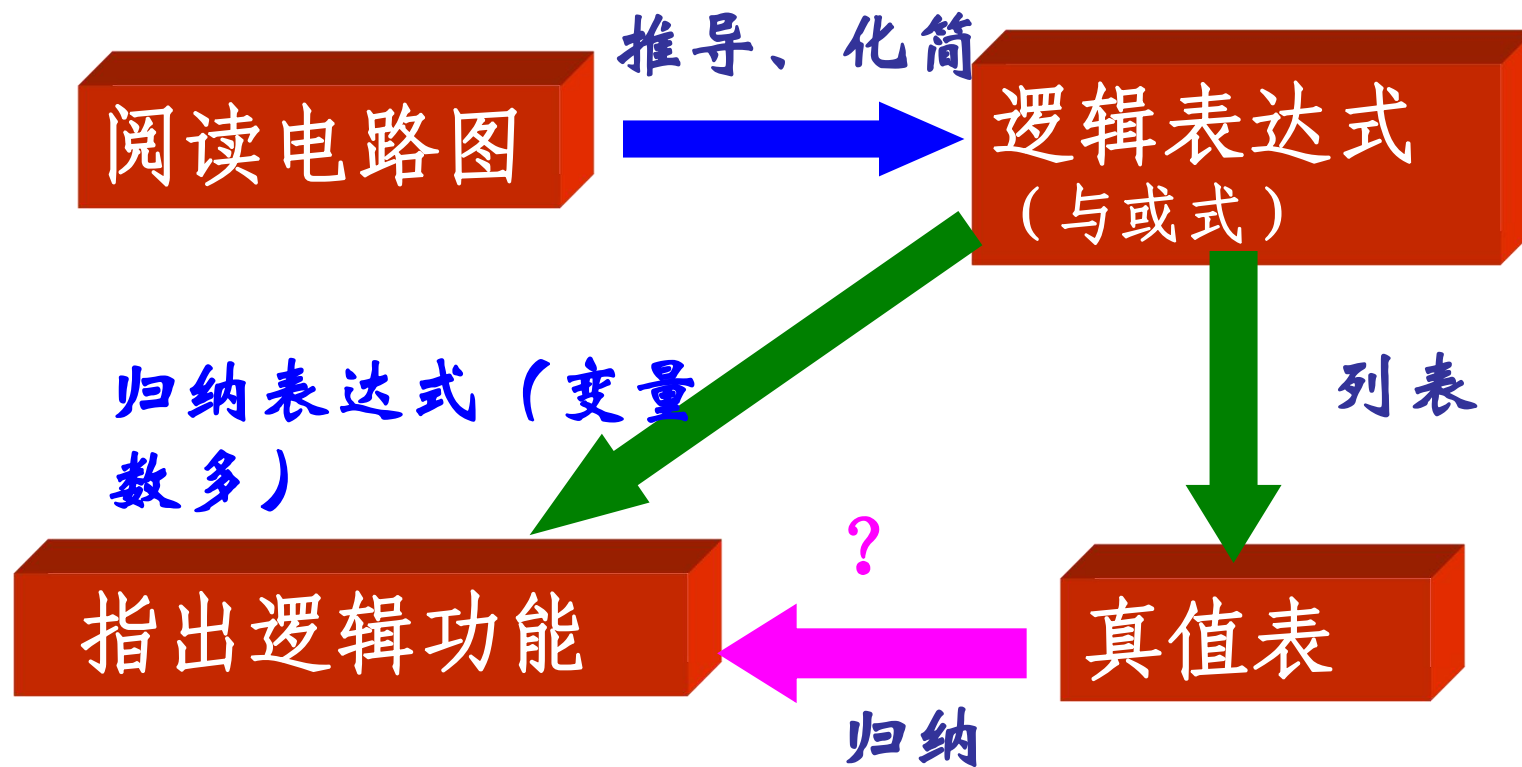 推导、化简
阅读电路图
逻辑表达式
（与或式）
归纳表达式（变量
数多）
列表
?
指出逻辑功能
真值表
归纳